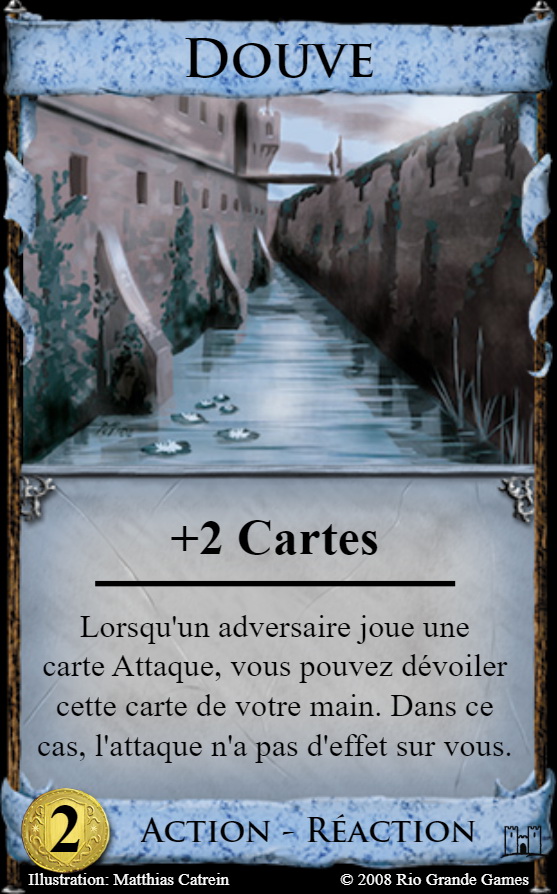 Douve
+2 Cartes
Lorsqu'un adversaire joue une
carte Attaque, vous pouvez dévoiler
cette carte de votre main. Dans ce
cas, l'attaque n'a pas d'effet sur vous.
2
Action - Réaction
Illustration: Matthias Catrein
© 2008 Rio Grande Games